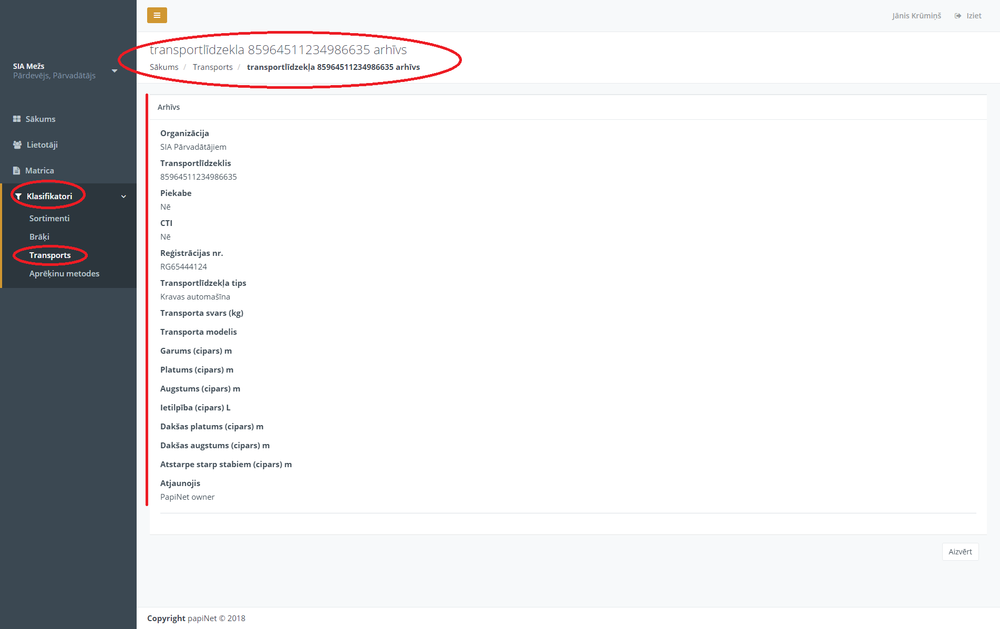 Jānis Krūmiņš
Iziet
SIA Mežs
Pārdevējs, Pārvadātājs
Sākums
Lietotāji
Matrica
Klasifikatori
Sortimenti
Brāķi
Transports
Aprēķinu metodes
transportlīdzekļa 85964511234986635 arhīvs
Sākums / Transports / transportlīdzekļa 85964511234986635 arhīvs
Arhīvs
Organizācija
SIA Pārvadātājiem
Transportlīdzeklis
85964511234986635
Piekabe
Nē
CTI
Nē
Reģistrācijas nr.
RG65444124
Transportlīdzekļa tips
Kravas automašīna
Transporta svars (kg)
Transporta modelis
Garums (cipars) m
Platums (cipars) m
Augstums (cipars) m
Ietilpība (cipars) L
Dakšas platums (cipars) m
Dakšas augstums (cipars) m
Atstarpe starp stabiem (cipars) m
Atjaunojis
PapiNet owner
Aizvērt
Copyright papiNet © 2018